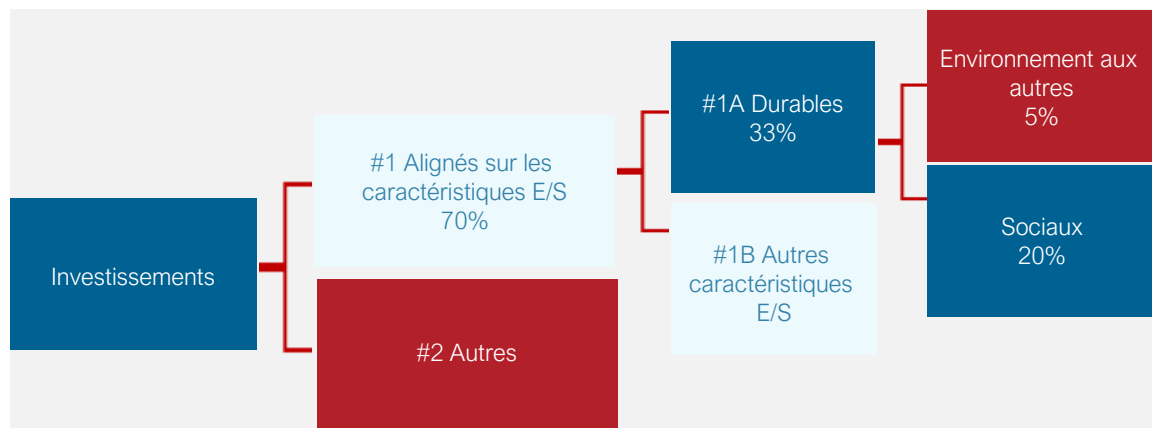 Investissements
#1 Alignés sur les
caractéristiques E/S
70%
#2 Autres
#1A Durables
33%
#1B Autres
caractéristiques
E/S
Environnement aux
autres
5%
Sociaux
20%